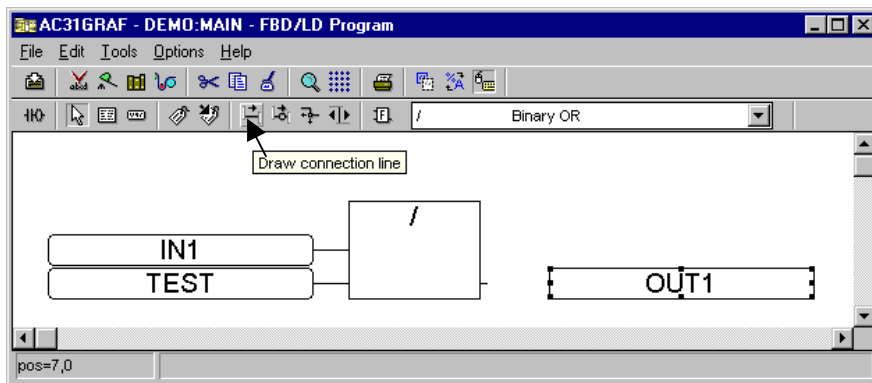 AC31GRAF - DEMO:MAIN - FBD/LD Program
File Edit Tools Options Help
/ Binary OR
Draw connection line
/
IN1
TEST
OUT1
pos=7,0